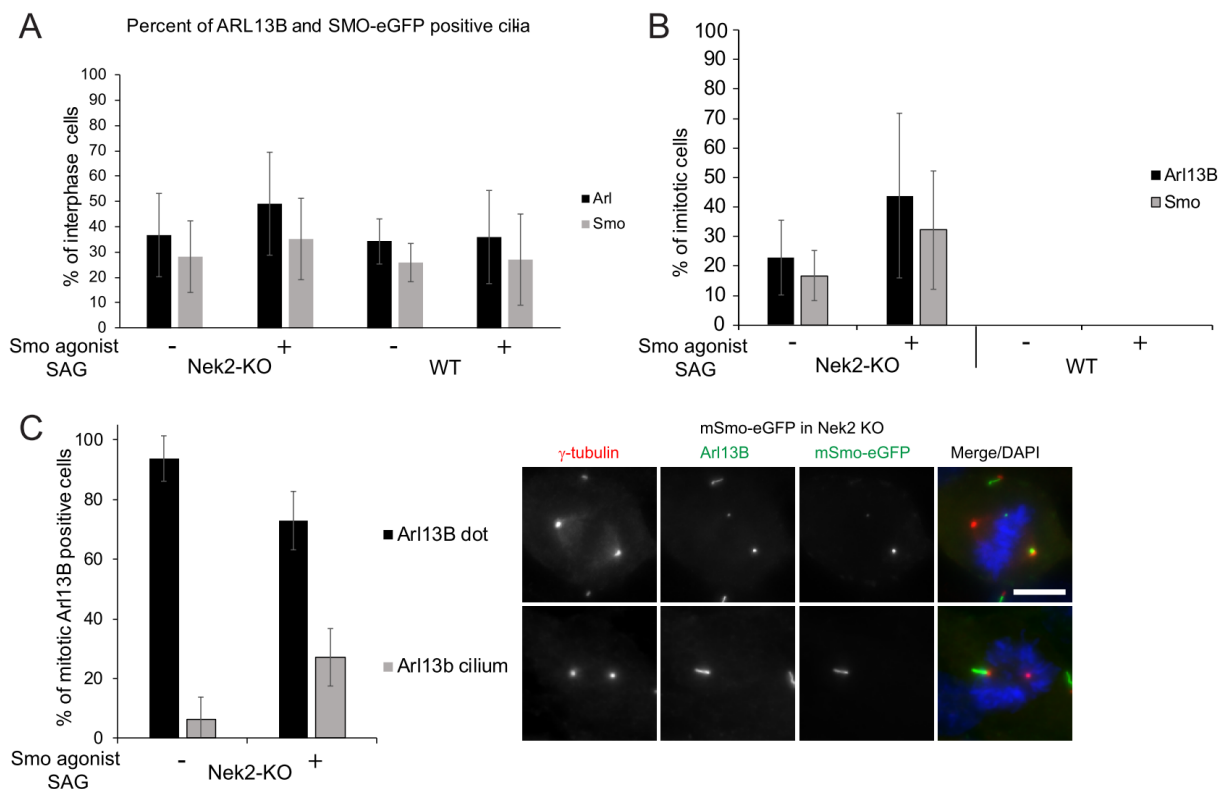 A
Percent of ARL13B and SMO-eGFP positive cilia
% of interphase cells
100
90
80
70
60
50
40
30
20
10
0
Arl
Smo
Smo agonist SAG
- + - +
Nek2-KO WT
B
% of imitotic cells
100
90
80
70
60
50
40
30
20
10
0
Arl13B
Smo
Smo agonist
SAG
- + - +
Nek2-KO WT
C
% of mitotic Arl13B positive cells
100
80
60
40
20
0
Arl13B dot
Arl13b cilium
Smo agonist
SAG
- +
Nek2-KO
mSmo-eGFP in Nek2 KO
γ-tubulin Arl13B mSmo-eGFP Merge/DAPI